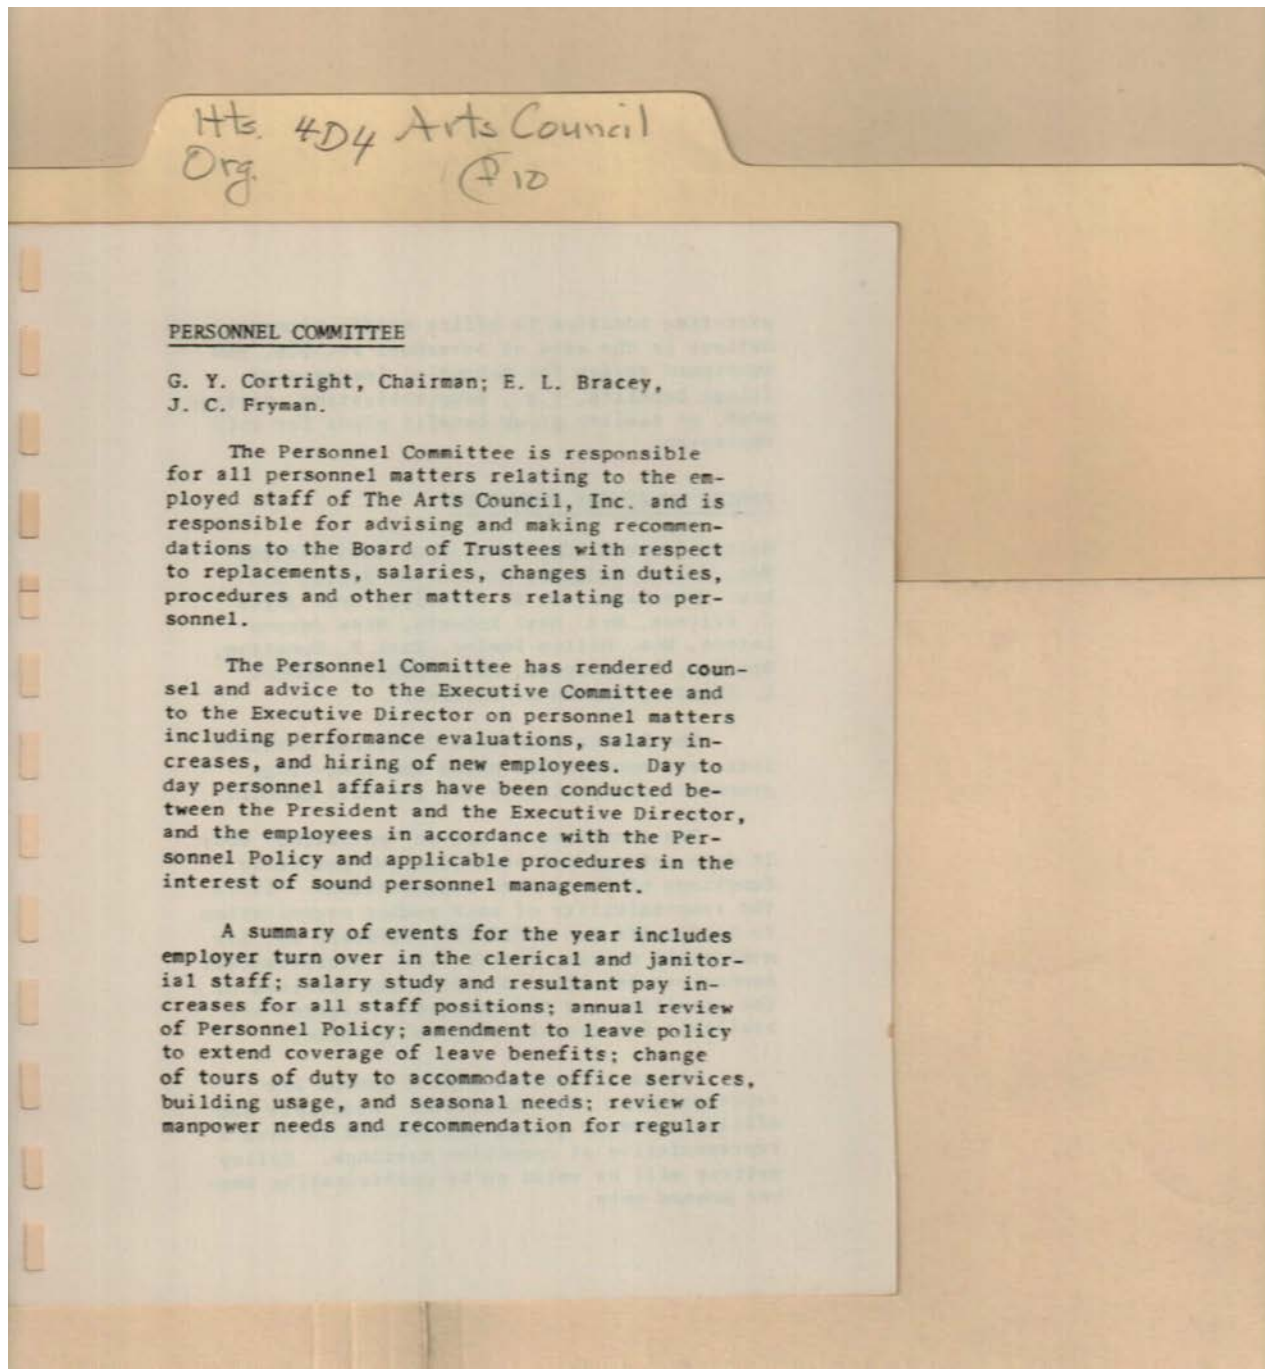 Hts. 4D4 Arts Council
Org. P 10
PERSONNEL COMMITTEE
G. Y. Cortright, Chairman; E. L. Bracey,
J. C. Fryman.
The Personnel Committee is responsible
for all personnel matters relating to the em-
ployed staff of The Arts Council, Inc. and is
responsible for advising and making recommen-
dations to the Board of Trustees with respect
to replacements, salaries, changes in duties,
procedures and other matters relating to per-
sonnel.
The Personnel Committee has rendered coun-
sel and advice to the Executive Committee and
to the Executive Director on personnel matters
including performance evaluations, salary in-
creases, and hiring of new employees. Day to
day personnel affairs have been conducted be-
tween the President and the Executive Director,
and the employees in accordance with the Per-
sonnel Policy and applicable procedures in the
interest of sound personnel management.
A summary of events for the year includes
employer turn over in the clerical and janitor-
ial staff; salary study and resultant pay in-
creases for all staff positions; annual review
of Personnel Policy; amendment to leave policy
to extend coverage of leave benefits; change
of tours of duty to accommodate office services,
building usage, and seasonal needs; review of
manpower needs and recommendation for regular